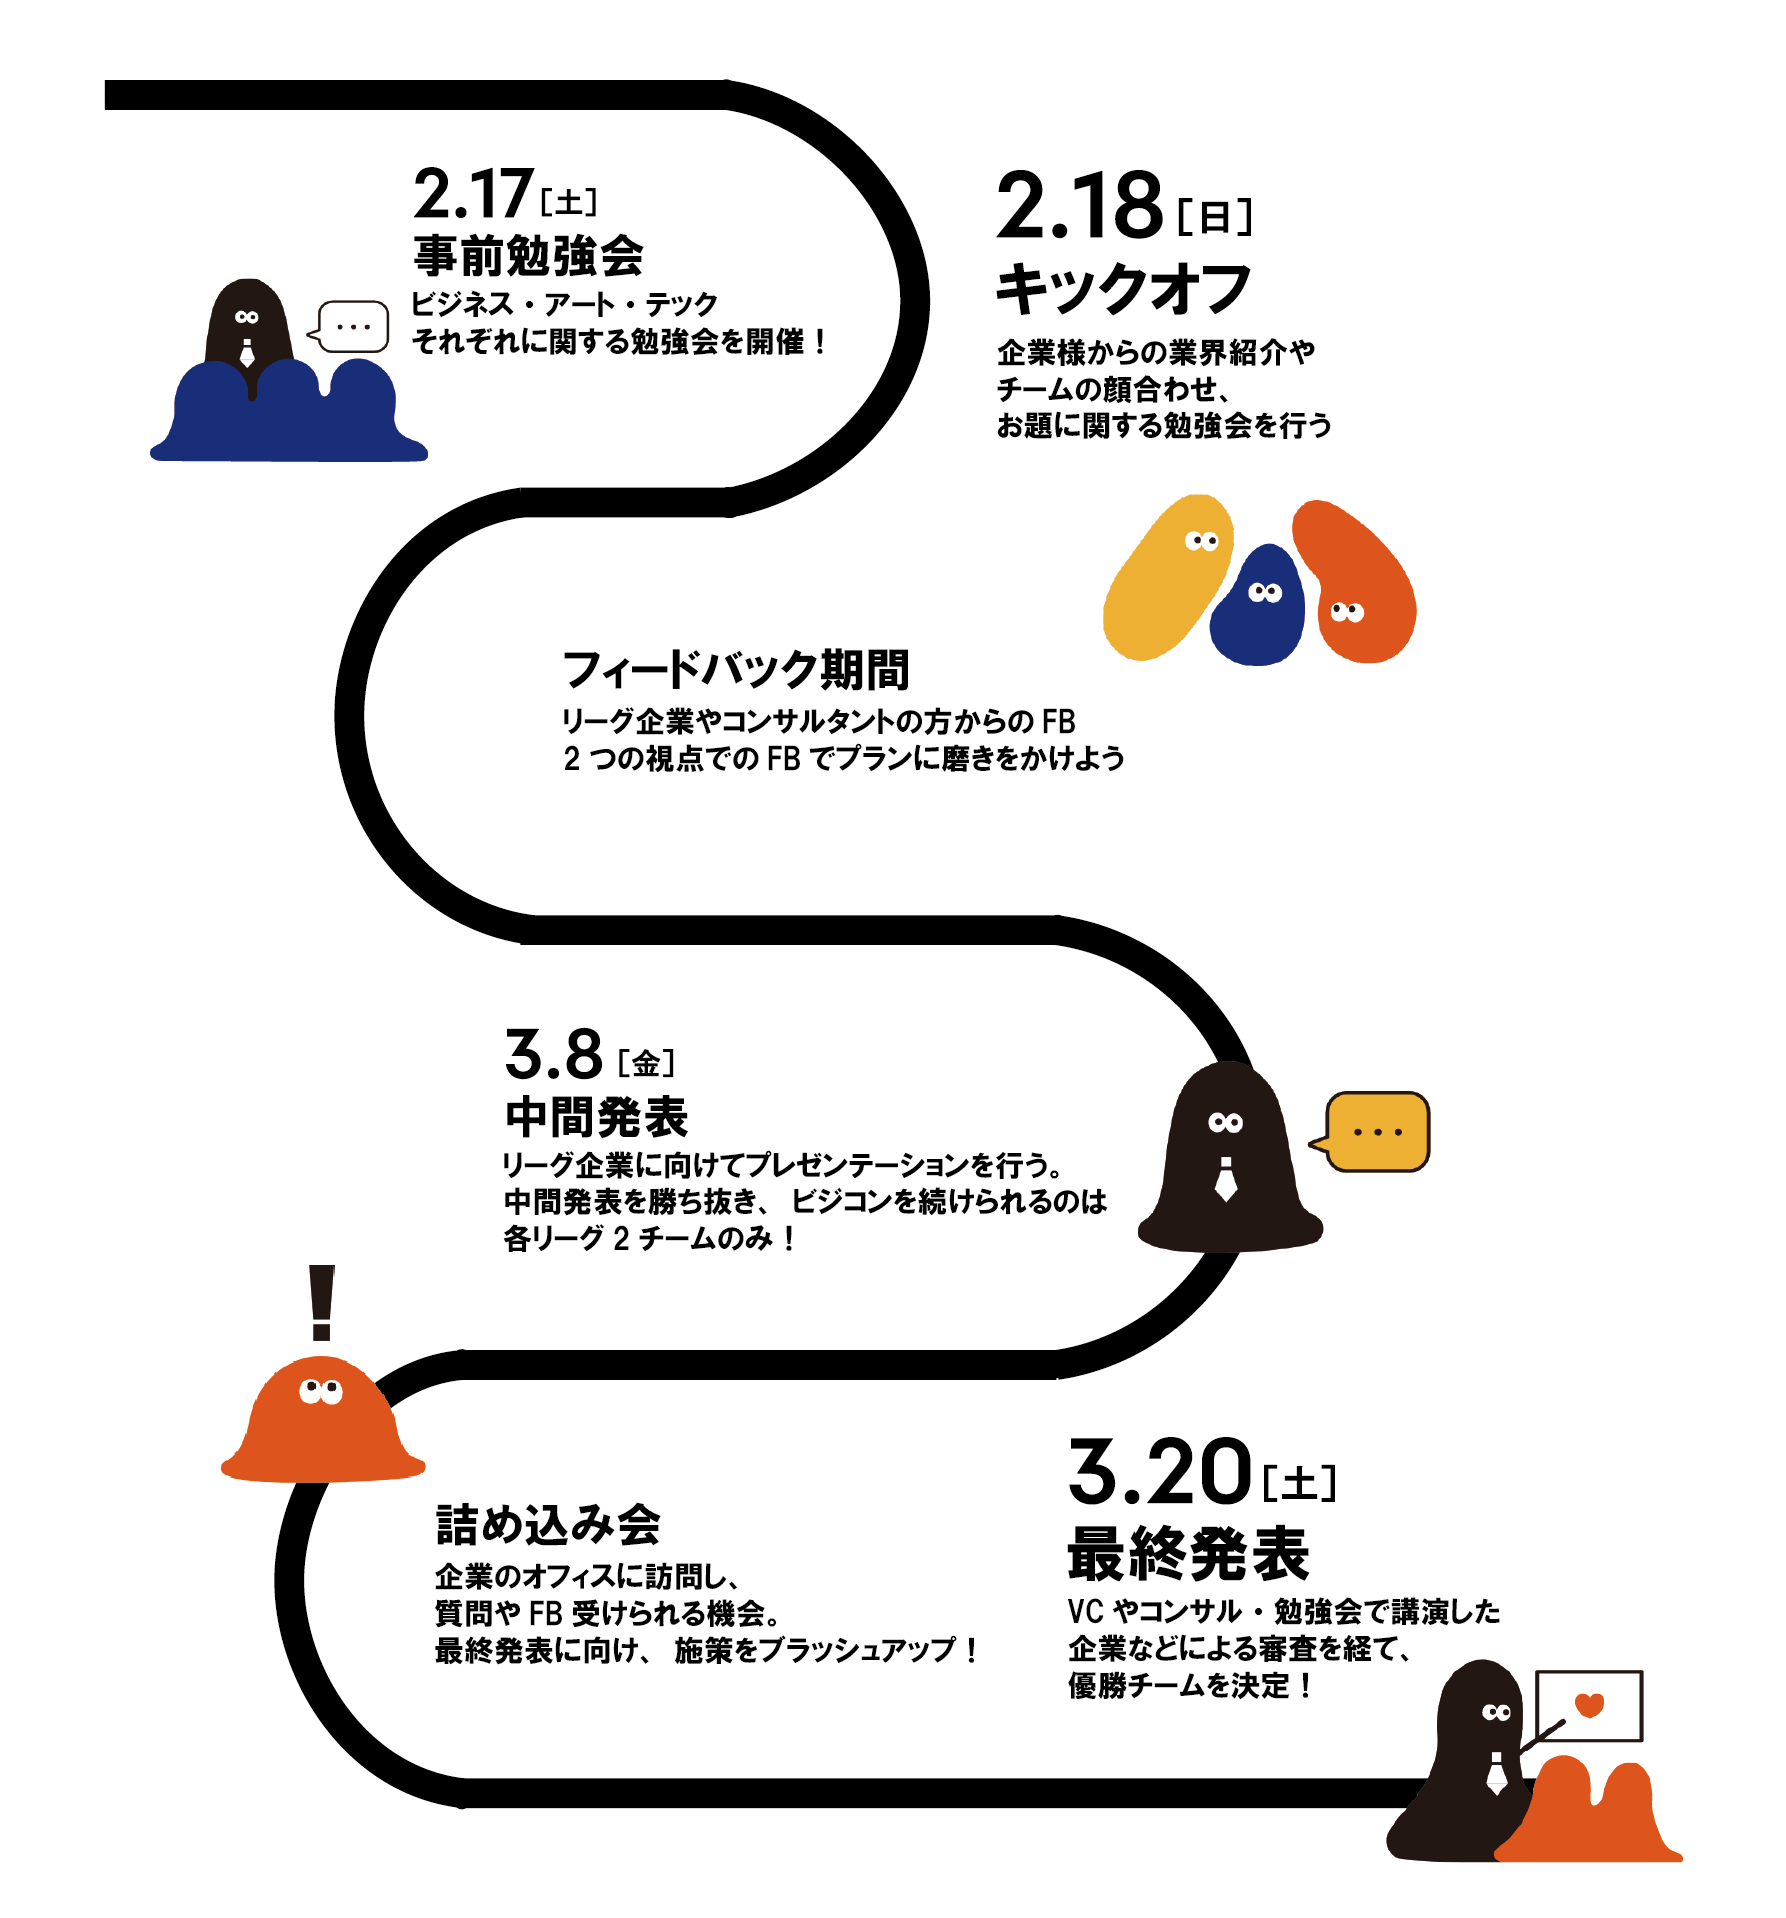 2.17［土］
事前勉強会
ビジネス・アート・テック
それぞれに関する勉強会を開催！
2.18［日］
キックオフ
企業様からの業界紹介や
チームの顔合わせ、
お題に関する勉強会を行う
フィードバック期間
リーグ企業やコンサルタントの方からの FB
2 つの視点での FB でプランに磨きをかけよう
3.8［金］
中間発表
リーグ企業に向けてプレゼンテーションを行う。
中間発表を勝ち抜き、ビジコンを続けられるのは
各リーグ 2 チームのみ！
!
詰め込み会
企業のオフィスに訪問し、
質問や FB 受けられる機会。
最終発表に向け、施策をブラッシュアップ！
3.20［土］
最終発表
VC やコンサル・勉強会で講演した
企業などによる審査を経て、
優勝チームを決定！